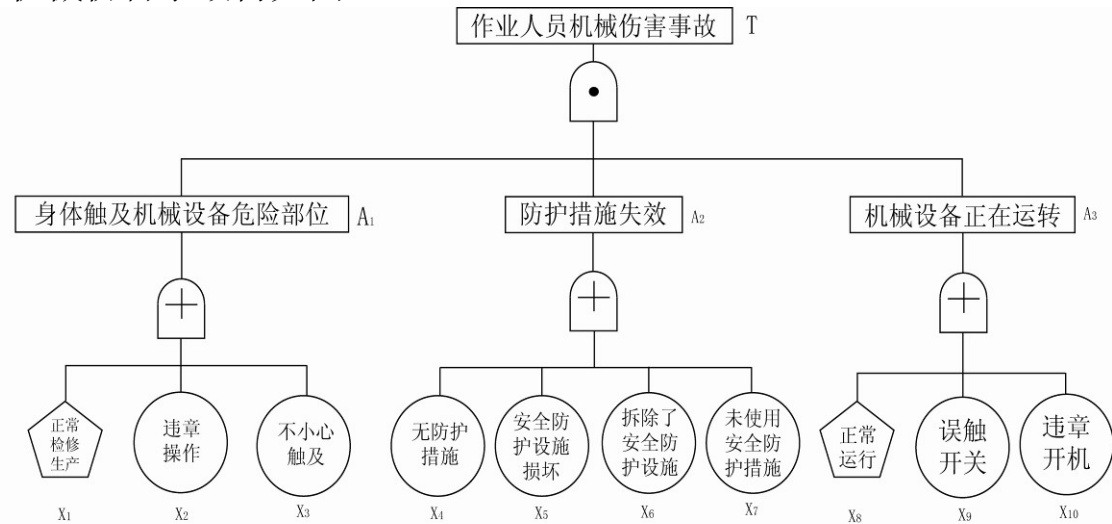 作业人员机械伤害事故 T
身体触及机械设备危险部位 A1
防护措施失效 A2
机械设备正在运转 A3
正常
检修
生产
违章
操作
不小心
触及
无防护
措施
安全防
护设施
损坏
拆除了
安全防
护设施
未使用
安全防
护措施
正常
运行
误触
开关
违章
开机
X1 X2 X3 X4 X5 X6 X7 X8 X9 X10